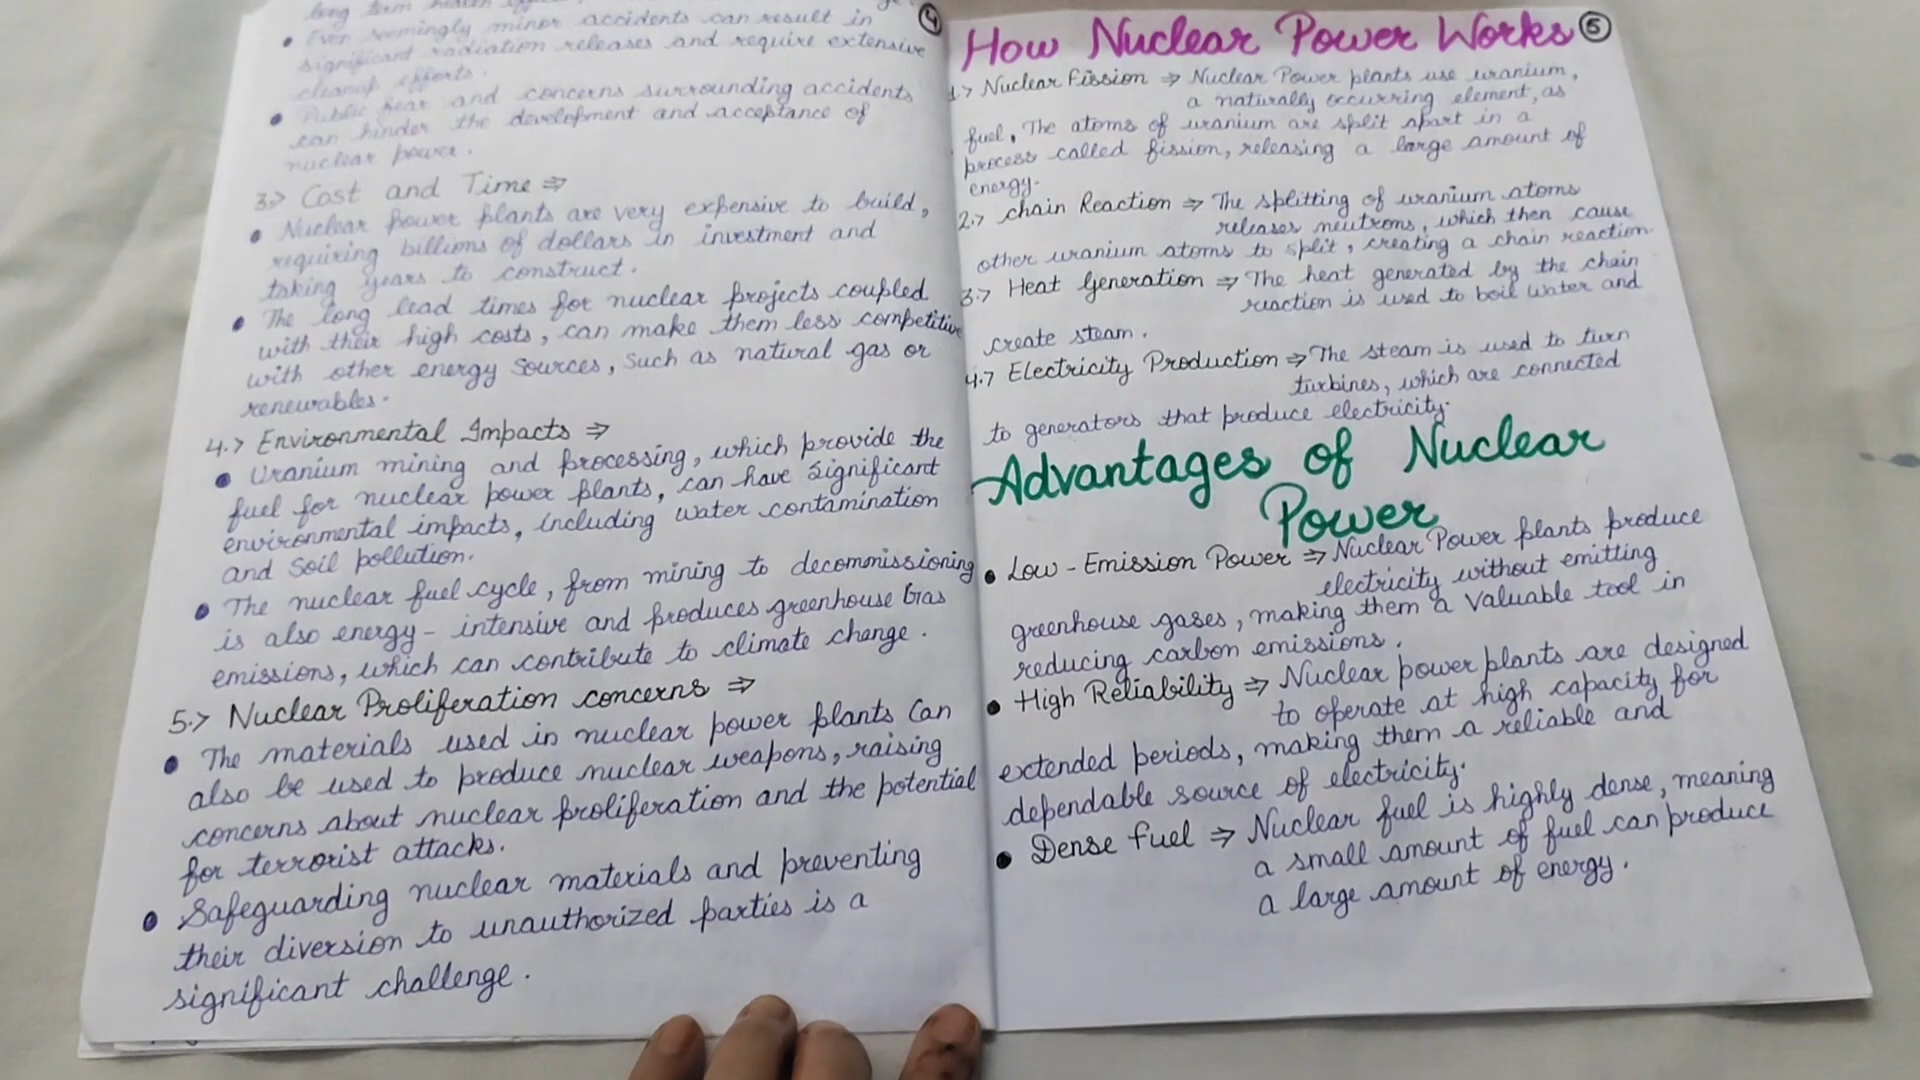 long term health
• Even seemingly minor accidents can result in
significant radiation releases and require extensive
cleanup efforts.
• Public fear and concerns surrounding accidents
can hinder the development and acceptance of
nuclear power.
3.> Cost and Time ⇒
• Nuclear power plants are very expensive to build,
requiring billions of dollars in investment and
taking years to construct.
• The long lead times for nuclear projects coupled
with their high costs, can make them less competitive
with other energy sources, such as natural gas or
renewables.
4.> Environmental Impacts ⇒
• Uranium mining and processing, which provide the
fuel for nuclear power plants, can have significant
environmental impacts, including water contamination
and soil pollution.
• The nuclear fuel cycle, from mining to decommissioning
is also energy-intensive and produces greenhouse Gas
emissions, which can contribute to climate change.
5.> Nuclear Proliferation concerns ⇒
• The materials used in nuclear power plants Can
also be used to produce nuclear weapons, raising
concerns about nuclear proliferation and the potential
for terrorist attacks.
• Safeguarding nuclear materials and preventing
their diversion to unauthorized parties is a
significant challenge.
4
How Nuclear Power Works 5
1.> Nuclear Fission ⇒ Nuclear Power plants use uranium,
a naturally occurring element, as
fuel. The atoms of uranium are split apart in a
process called fission, releasing a large amount of
energy.
2.> chain Reaction ⇒ The splitting of uranium atoms
releases neutrons, which then cause
other uranium atoms to split, creating a chain reaction.
3.> Heat Generation ⇒ The heat generated by the chain
reaction is used to boil water and
create steam.
4.> Electricity Production ⇒ The steam is used to turn
turbines, which are connected
to generators that produce electricity.
Advantages of Nuclear
Power
• Low-Emission Power ⇒ Nuclear Power plants produce
electricity without emitting
greenhouse gases, making them a valuable tool in
reducing carbon emissions.
• High Reliability ⇒ Nuclear power plants are designed
to operate at high capacity for
extended periods, making them a reliable and
dependable source of electricity.
• Dense fuel ⇒ Nuclear fuel is highly dense, meaning
a small amount of fuel can produce
a large amount of energy.